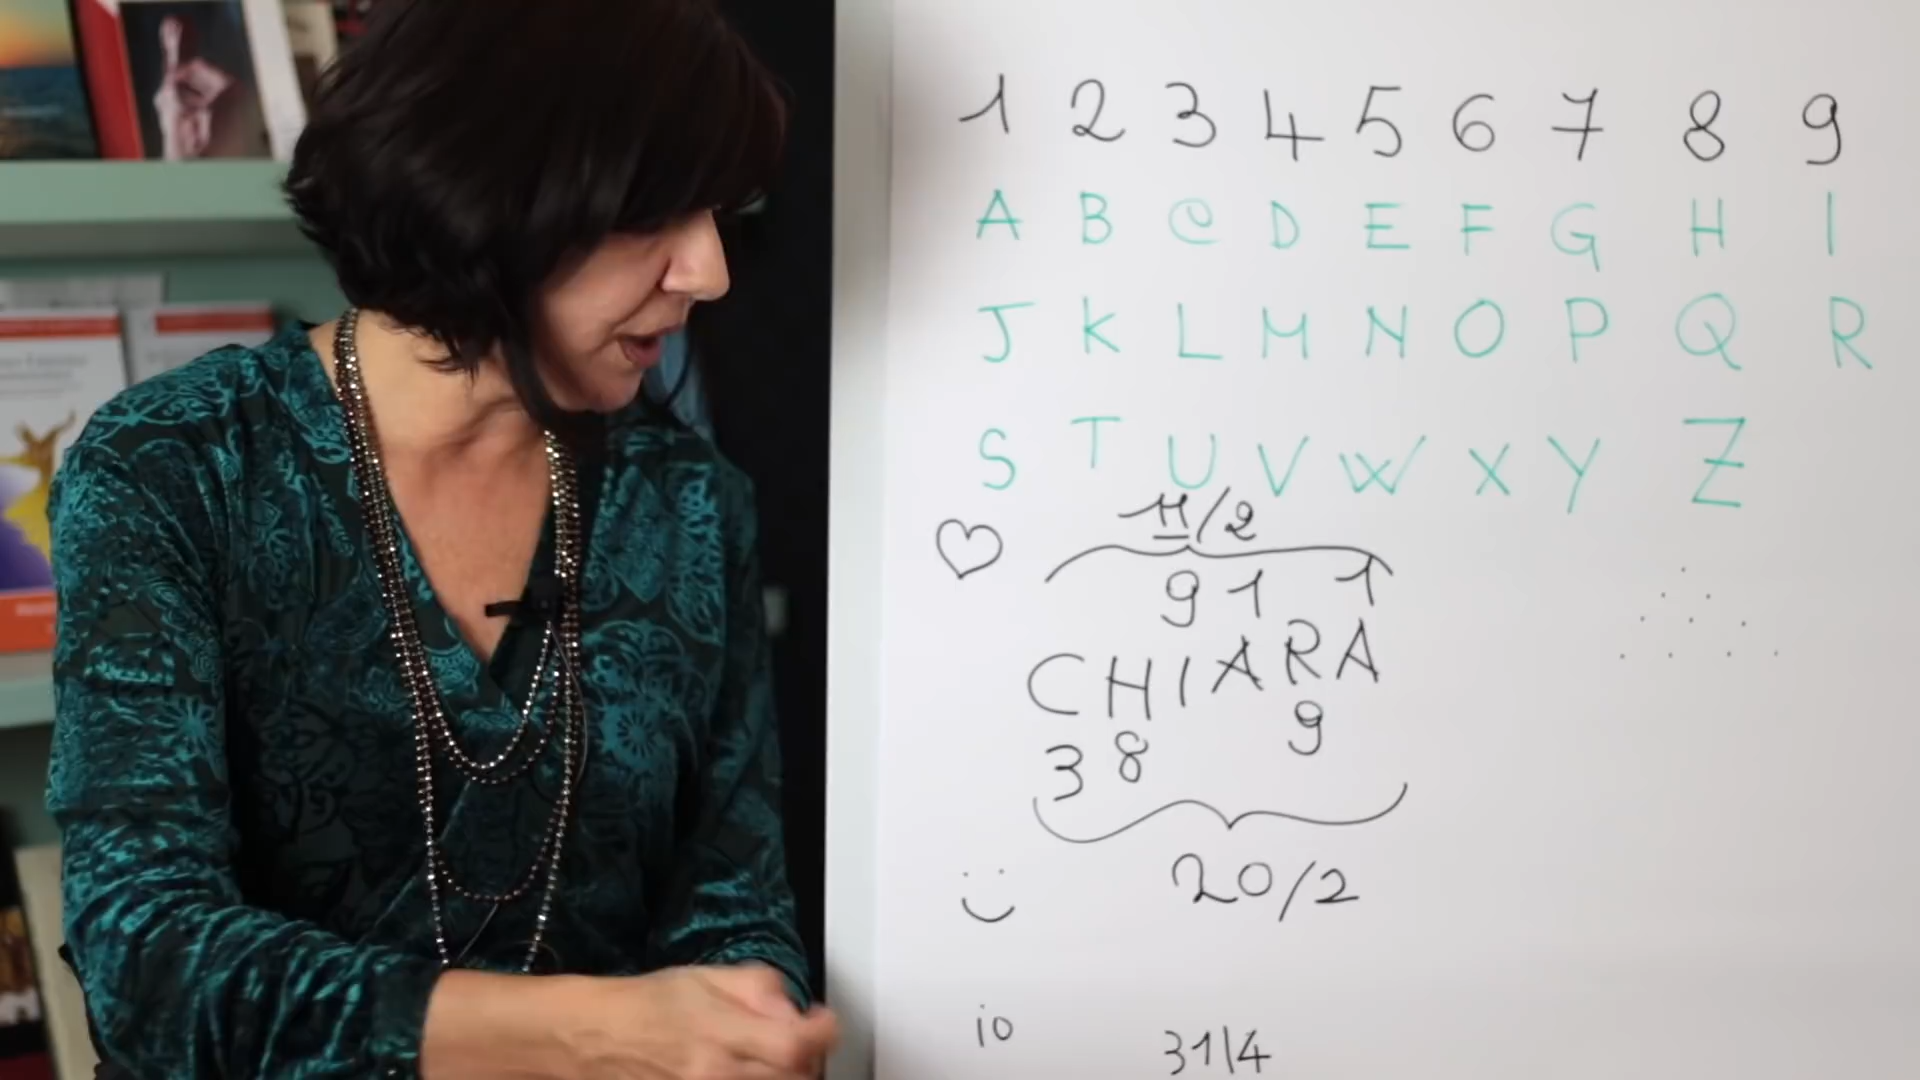 1 2 3 4 5 6 7 8 9
A B C D E F G H I
J K L M N O P Q R
S T U V W X Y Z
11/2
9 1 1
CHIARA
3 8 9
20/2
io 31|4